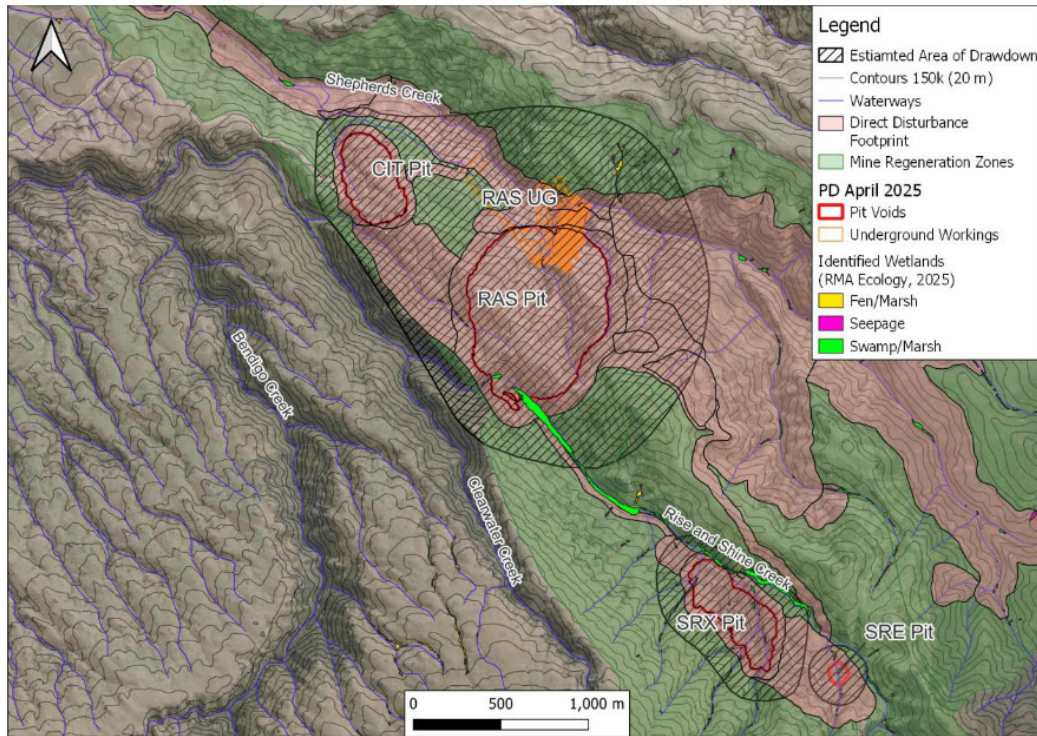 Legend
Estiamted Area of Drawdown
Contours 150k (20 m)
Waterways
Direct Disturbance
Footprint
Mine Regeneration Zones
PD April 2025
Pit Voids
Underground Workings
Identified Wetlands
(RMA Ecology, 2025)
Fen/Marsh
Seepage
Swamp/Marsh
Shepherds Creek
CIT Pit
RAS UG
RAS Pit
Bendigo Creek
Clearwater Creek
Rise and Shine Creek
SRX Pit
SRE Pit
0 500 1,000 m